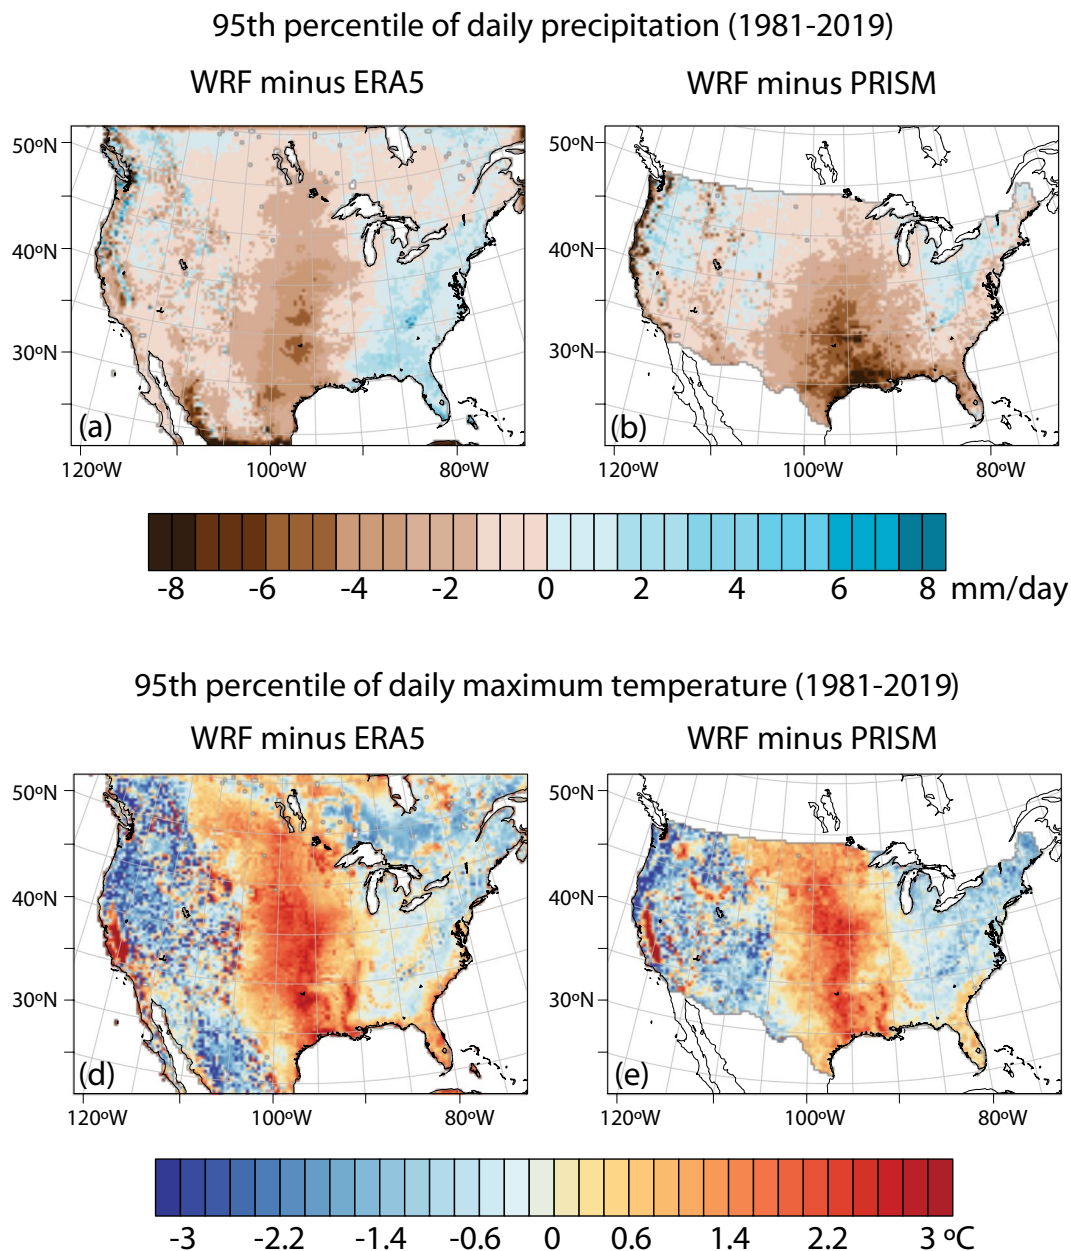 95th percentile of daily precipitation (1981-2019)
WRF minus ERA5 WRF minus PRISM
50ºN 50ºN
40ºN 40ºN
30ºN 30ºN
(a) (b)
120ºW 100ºW 80ºW 120ºW 100ºW 80ºW
-8 -6 -4 -2 0 2 4 6 8 mm/day
95th percentile of daily maximum temperature (1981-2019)
WRF minus ERA5 WRF minus PRISM
50ºN 50ºN
40ºN 40ºN
30ºN 30ºN
(d) (e)
120ºW 100ºW 80ºW 120ºW 100ºW 80ºW
-3 -2.2 -1.4 -0.6 0 0.6 1.4 2.2 3 ºC